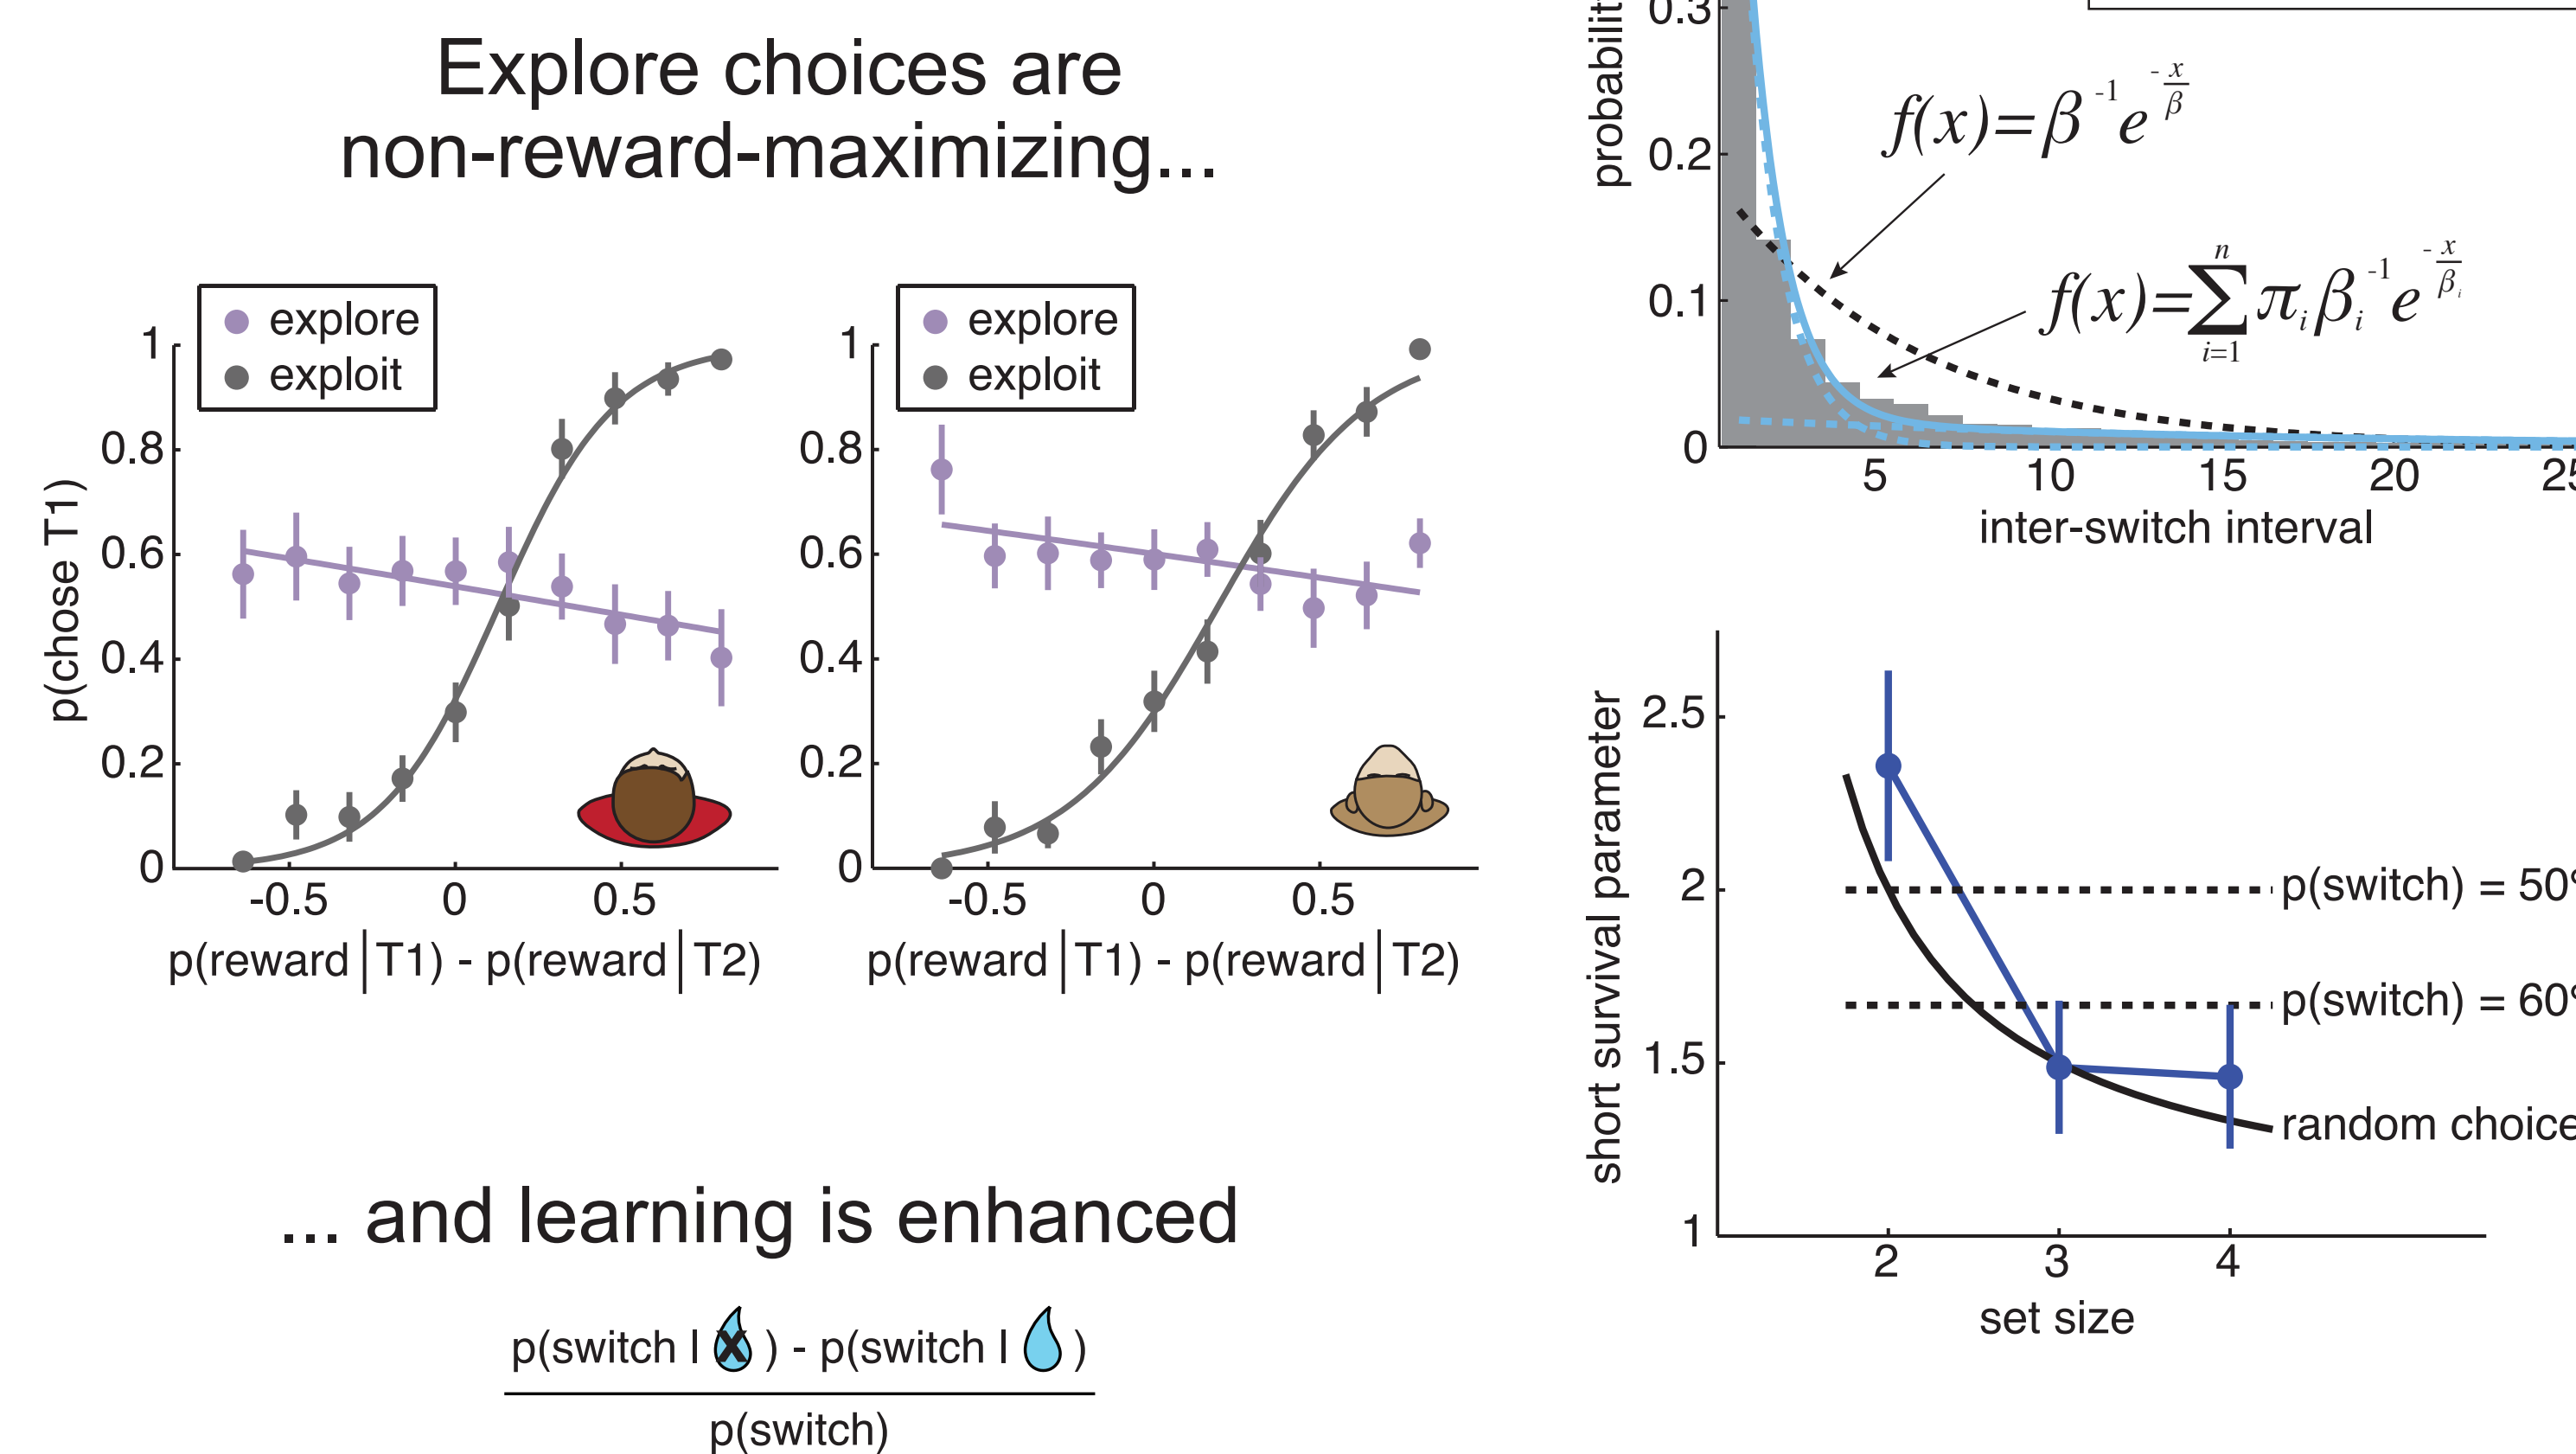 Explore choices are
non-reward-maximizing...
explore
exploit
1
0.8
0.6
0.4
0.2
0
p(chose T1)
-0.5 0 0.5
p(reward|T1) - p(reward|T2)
explore
exploit
1
0.8
0.6
0.4
0.2
0
-0.5 0 0.5
p(reward|T1) - p(reward|T2)
... and learning is enhanced
p(switch | ) - p(switch | )
p(switch)
0.3
0.2
0.1
0
f(x)=β⁻¹e^(-x/β)
f(x)=∑_{i=1}^{n} π_i β_i⁻¹ e^(-x/β_i)
5 10 15 20
inter-switch interval
short survival parameter
2.5
2
1.5
1
p(switch) = 50
p(switch) = 60
random choice
2 3 4
set size